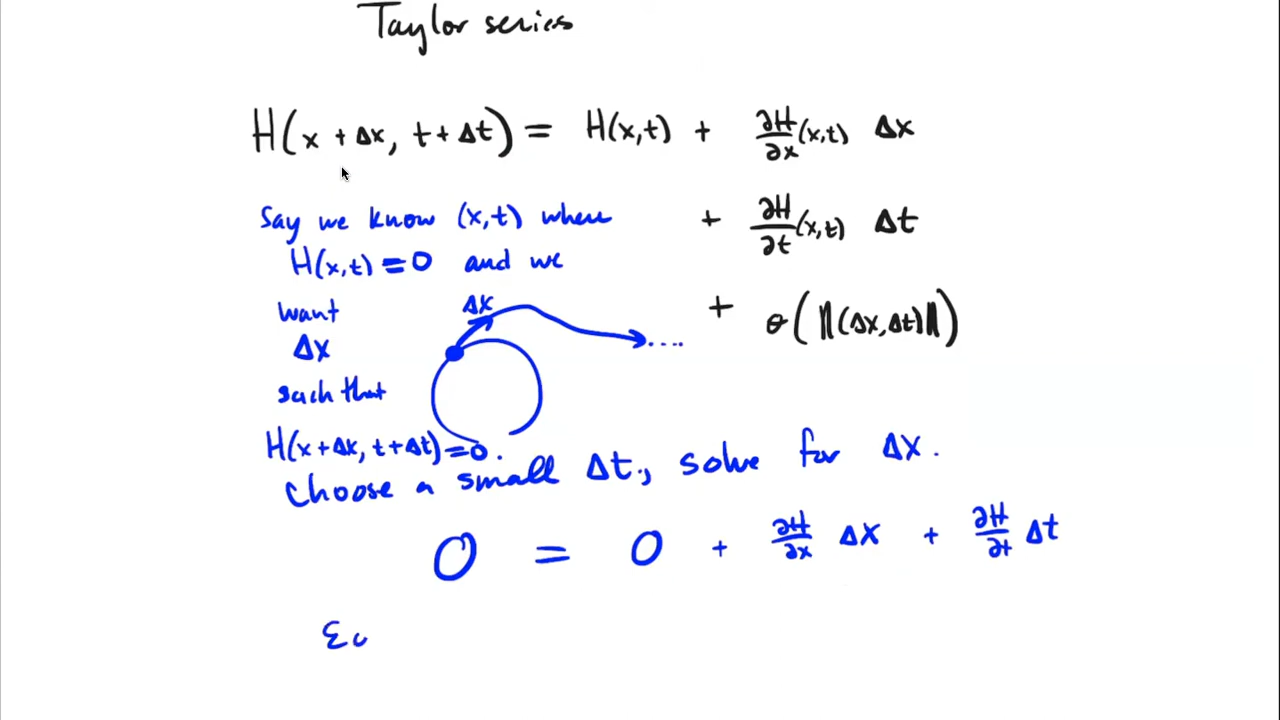 Taylor series
H(x + Δx, t + Δt) = H(x,t) + ∂H/∂x (x,t) Δx
+ ∂H/∂t (x,t) Δt
+ σ(‖(Δx,Δt)‖)
Say we know (x,t) where
H(x,t) = 0 and we
want
Δx
such that
H(x+Δx, t+Δt)=0.
Δx
....
Choose a small Δt, solve for Δx.
0 = 0 + ∂H/∂x Δx + ∂H/∂t Δt